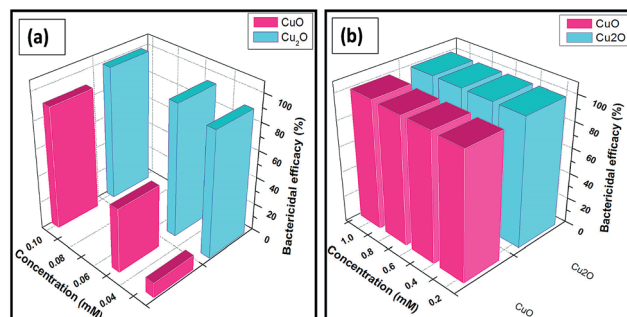 (a)
CuO
Cu₂O
100
80
60
40
20
0
Bactericidal efficacy (%)
0.10
0.08
0.06
0.04
Concentration (mM)
(b)
CuO
Cu2O
100
80
60
40
20
0
Bactericidal efficacy (%)
1.0
0.8
0.6
0.4
0.2
Concentration (mM)
Cu2O
CuO